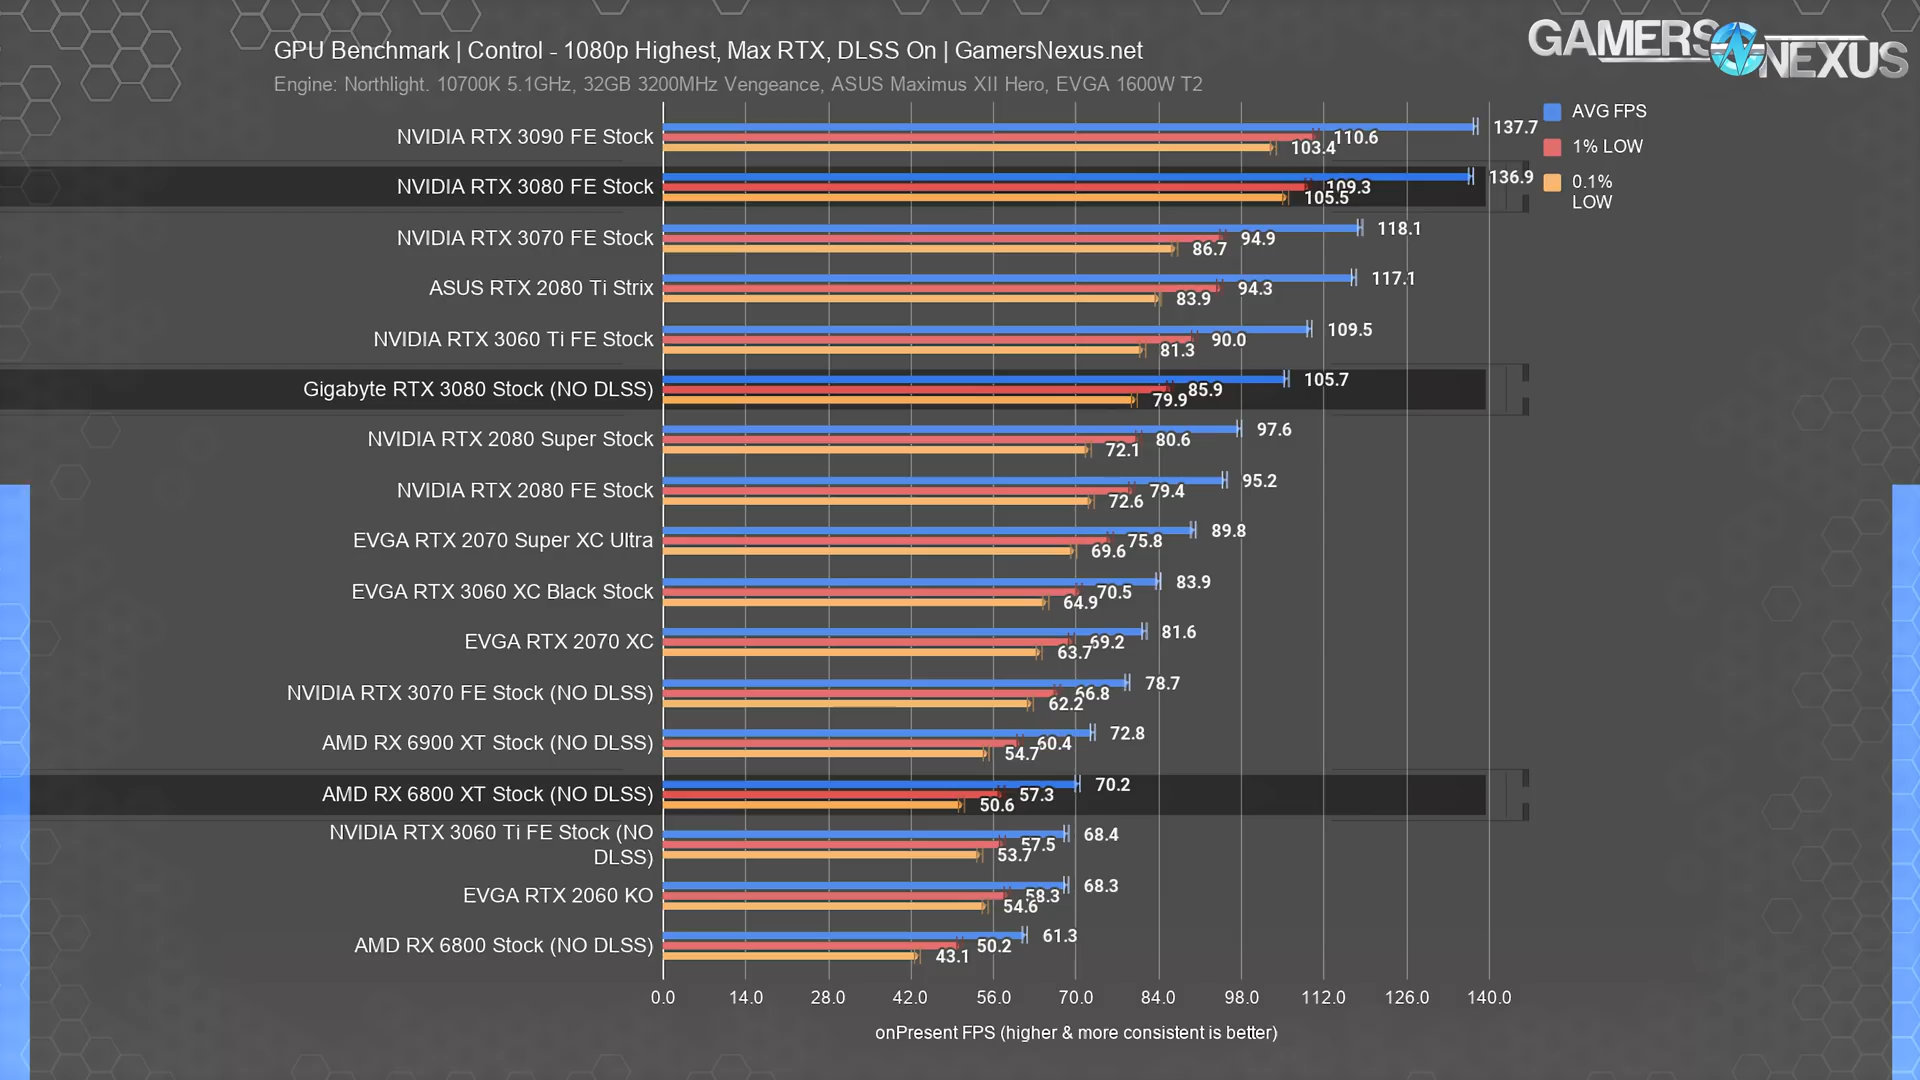 GAMERS NEXUS
GPU Benchmark | Control - 1080p Highest, Max RTX, DLSS On | GamersNexus.net
Engine: Northlight. 10700K 5.1GHz, 32GB 3200MHz Vengeance, ASUS Maximus XII Hero, EVGA 1600W T2
AVG FPS
1% LOW
0.1%
LOW
NVIDIA RTX 3090 FE Stock
137.7
110.6
103.4
NVIDIA RTX 3080 FE Stock
136.9
109.3
105.5
NVIDIA RTX 3070 FE Stock
118.1
94.9
86.7
ASUS RTX 2080 Ti Strix
117.1
94.3
83.9
NVIDIA RTX 3060 Ti FE Stock
109.5
90.0
81.3
Gigabyte RTX 3080 Stock (NO DLSS)
105.7
85.9
79.9
NVIDIA RTX 2080 Super Stock
97.6
80.6
72.1
NVIDIA RTX 2080 FE Stock
95.2
79.4
72.6
EVGA RTX 2070 Super XC Ultra
89.8
75.8
69.6
EVGA RTX 3060 XC Black Stock
83.9
70.5
64.9
EVGA RTX 2070 XC
81.6
69.2
63.7
NVIDIA RTX 3070 FE Stock (NO DLSS)
78.7
66.8
62.2
AMD RX 6900 XT Stock (NO DLSS)
72.8
60.4
54.7
AMD RX 6800 XT Stock (NO DLSS)
70.2
57.3
50.6
NVIDIA RTX 3060 Ti FE Stock (NO
DLSS)
68.4
57.5
53.7
EVGA RTX 2060 KO
68.3
58.3
54.6
AMD RX 6800 Stock (NO DLSS)
61.3
50.2
43.1
0.0 14.0 28.0 42.0 56.0 70.0 84.0 98.0 112.0 126.0 140.0
onPresent FPS (higher & more consistent is better)